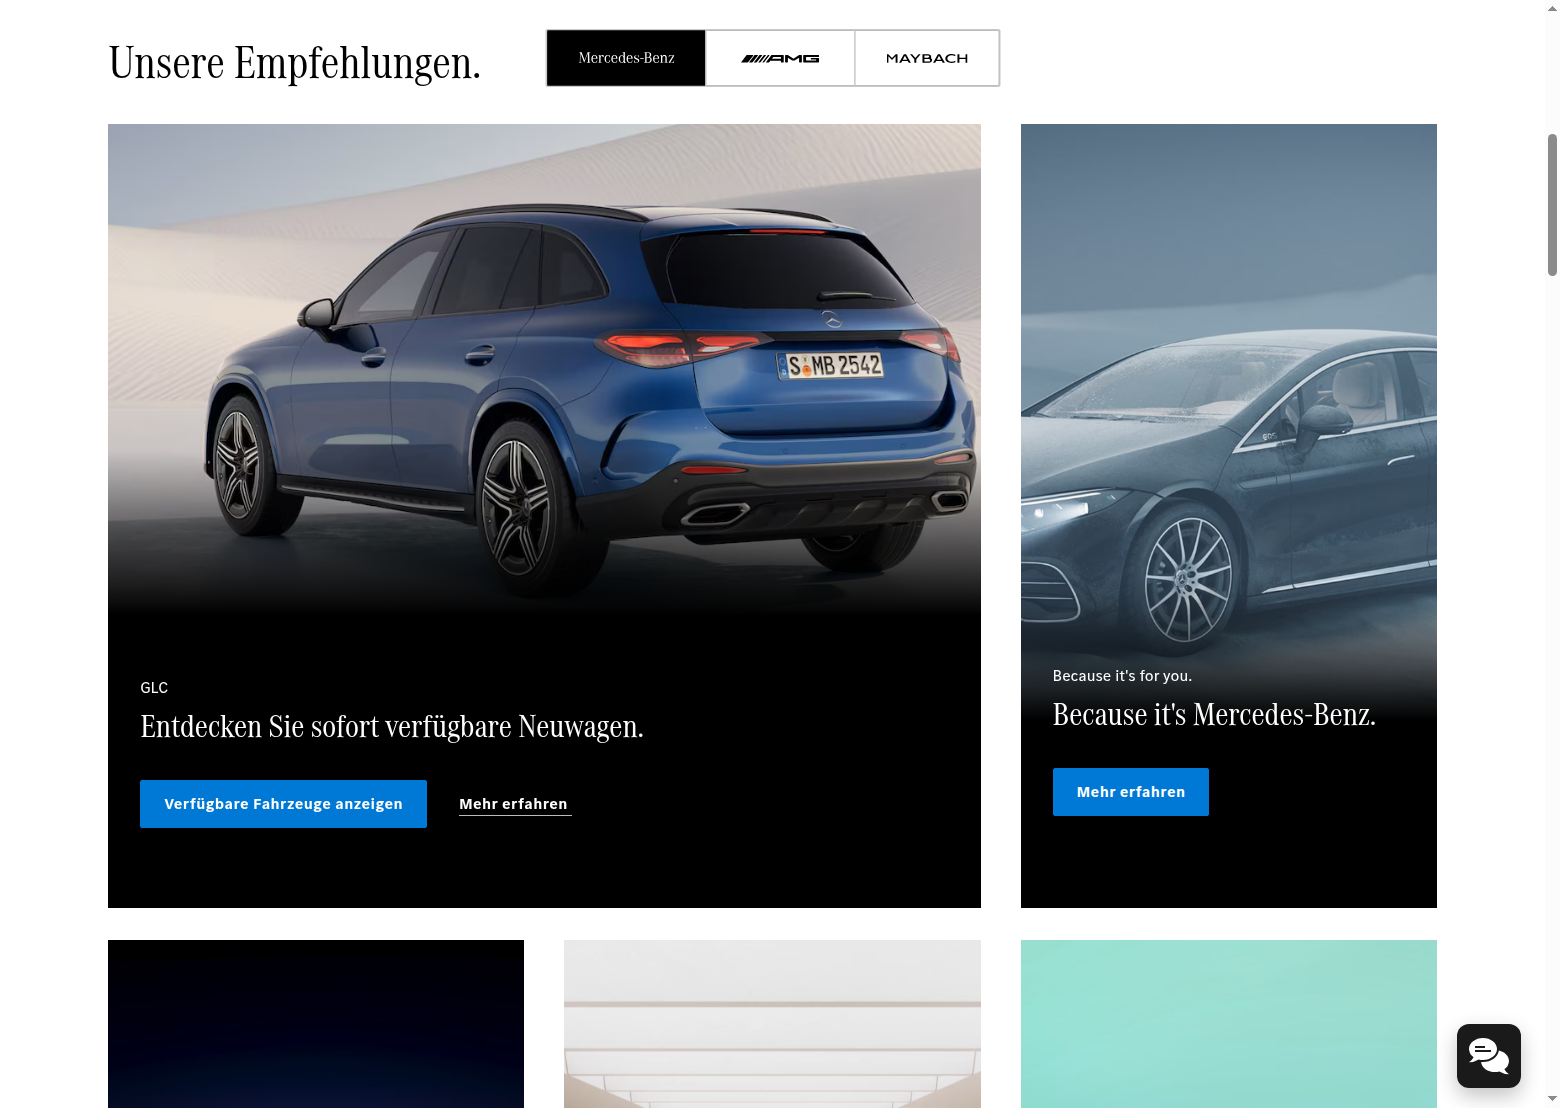 Unsere Empfehlungen.
Mercedes-Benz
AMG
MAYBACH
S MB 2542
GLC
Entdecken Sie sofort verfügbare Neuwagen.
Verfügbare Fahrzeuge anzeigen
Mehr erfahren
EQS
Because it's for you.
Because it's Mercedes-Benz.
Mehr erfahren